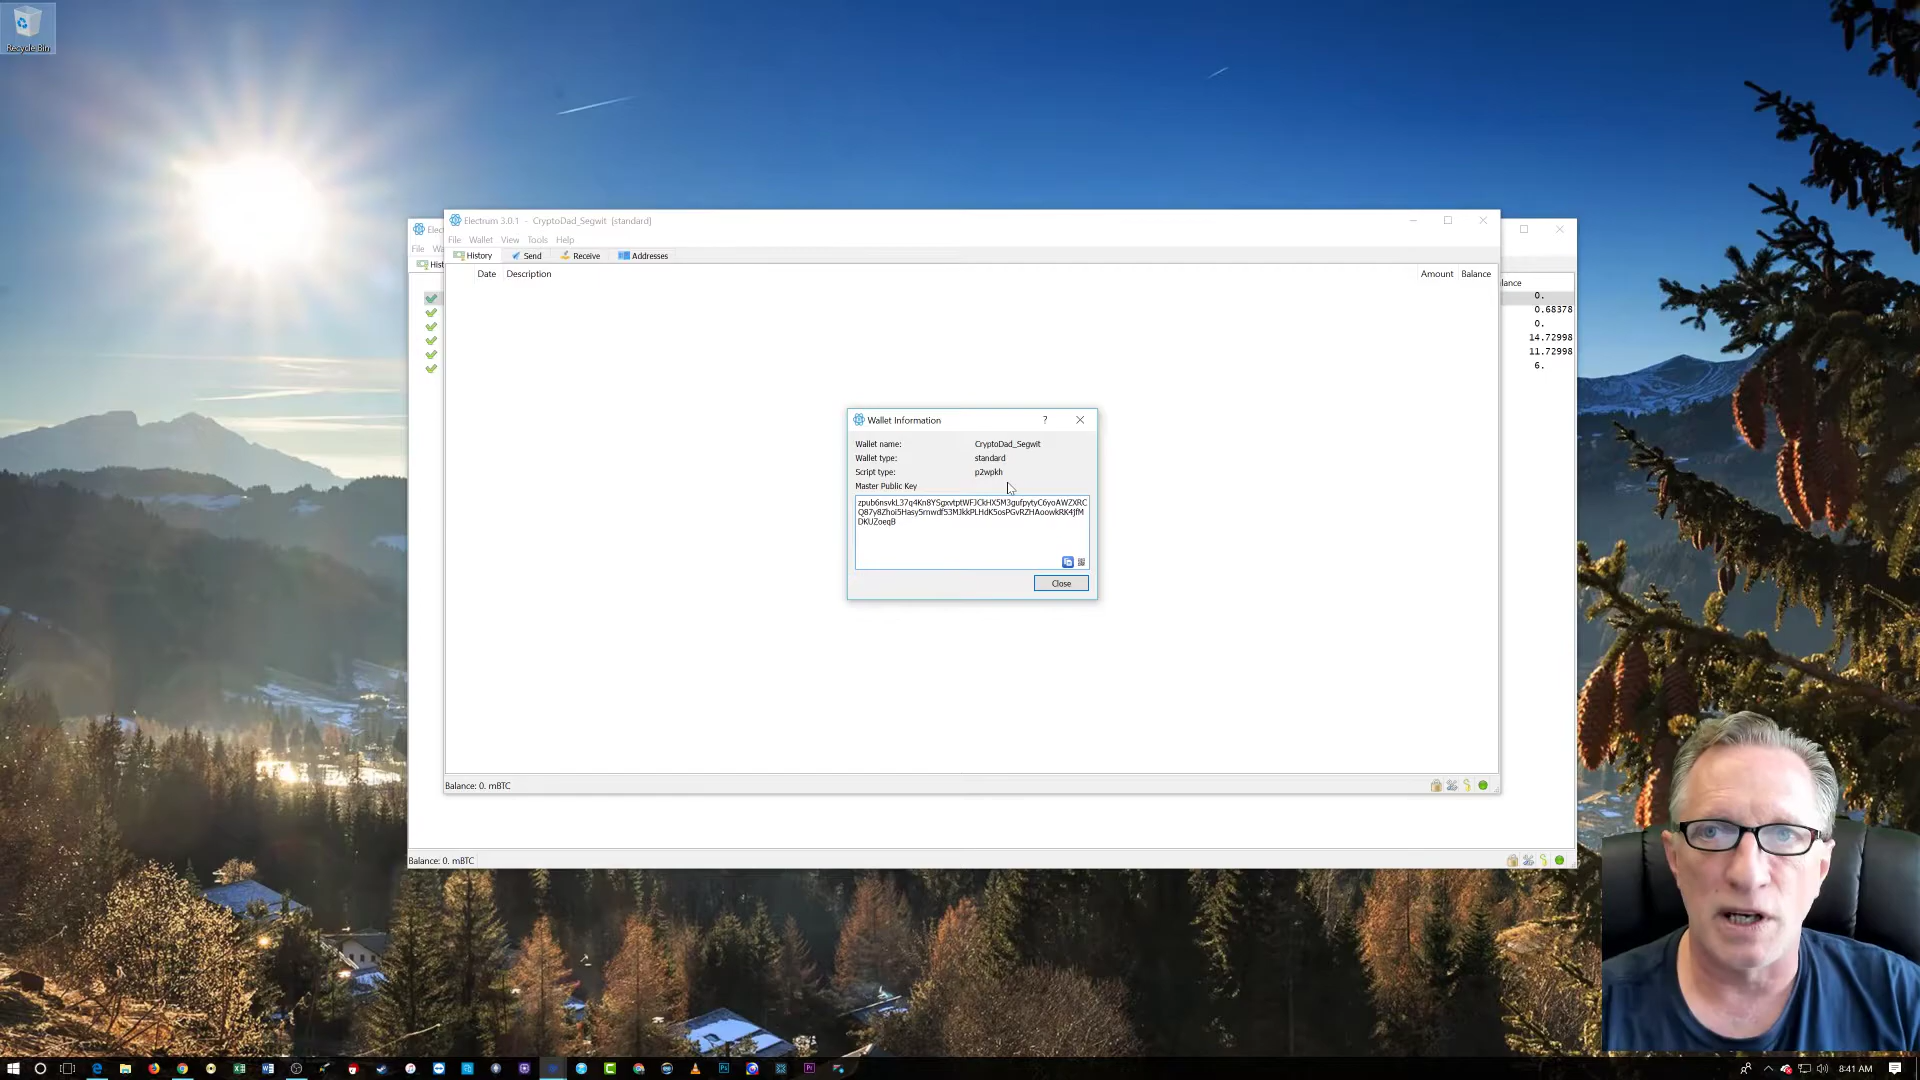 Recycle Bin
Electrum 3.0.1 - CryptoDad_Segwit [standard]
File Wallet View Tools Help
History Send Receive Addresses
Date Description Amount Balance
File
lance
0.
0.68378
0.
14.72998
11.72998
6.
Wallet Information ?
Wallet name: CryptoDad_Segwit
Wallet type: standard
Script type: p2wpkh
Master Public Key
Close
Balance: 0. mBTC
Balance: 0. mBTC
8:41 AM